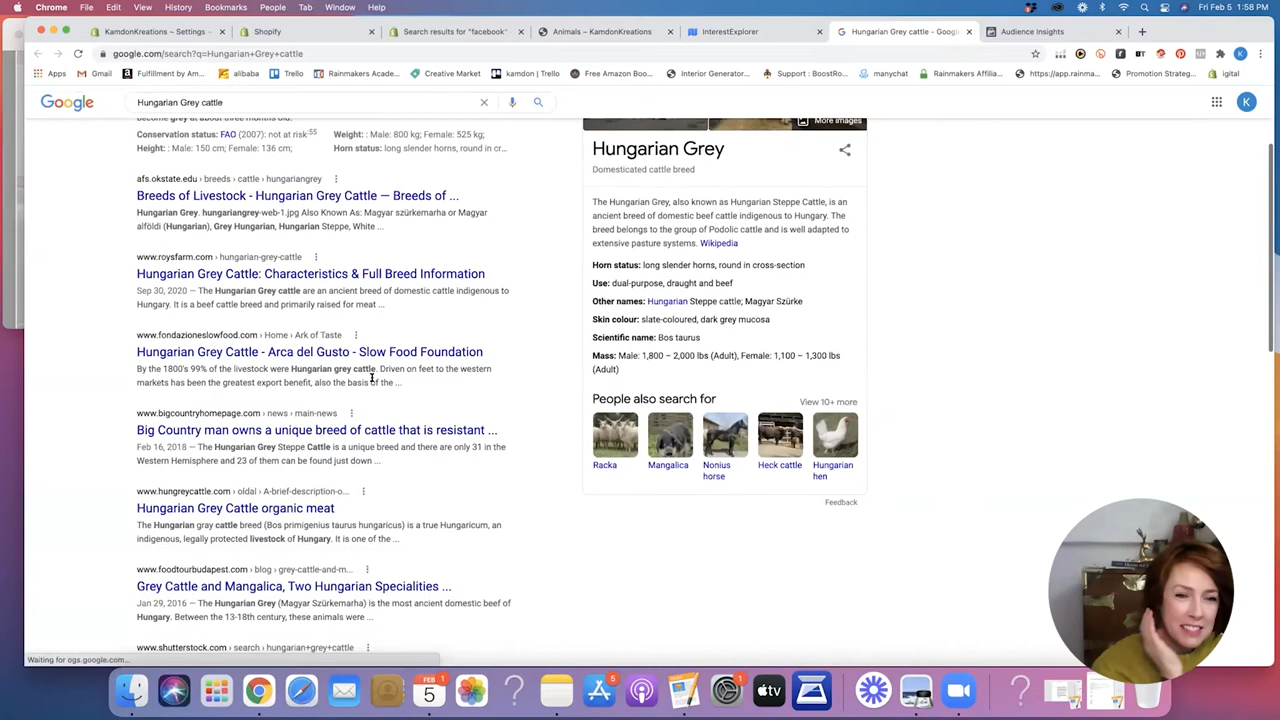 Chrome File Edit View History Bookmarks People Tab Window Help
Fri Feb 5 1:58 PM
KamdonKreations ~ Settings ~
Shopify
Search results for "facebook"
Animals – KamdonKreations
InterestExplorer
Hungarian Grey cattle - Google
Audience Insights
google.com/search?q=Hungarian+Grey+cattle
Apps Gmail Fulfillment by Am... alibaba Trello Rainmakers Acade... Creative Market kamdon | Trello Free Amazon Boo... Interior Generator... Support : BoostRo... manychat Rainmakers Affilia... https://app.rainma... Promotion Strateg... igital
Google
Hungarian Grey cattle
K
become grey at about three months old.
Conservation status: FAO (2007): not at risk:55
Weight: : Male: 800 kg; Female: 525 kg;
Height: : Male: 150 cm; Female: 136 cm;
Horn status: long slender horns, round in cr...
afs.okstate.edu › breeds › cattle › hungariangrey
Breeds of Livestock - Hungarian Grey Cattle — Breeds of ...
Hungarian Grey. hungariangrey-web-1.jpg Also Known As: Magyar szürkemarha or Magyar
alföldi (Hungarian), Grey Hungarian, Hungarian Steppe, White ...
www.roysfarm.com › hungarian-grey-cattle
Hungarian Grey Cattle: Characteristics & Full Breed Information
Sep 30, 2020 — The Hungarian Grey cattle are an ancient breed of domestic cattle indigenous to
Hungary. It is a beef cattle breed and primarily raised for meat ...
www.fondazioneslowfood.com › Home › Ark of Taste
Hungarian Grey Cattle - Arca del Gusto - Slow Food Foundation
By the 1800's 99% of the livestock were Hungarian grey cattle. Driven on feet to the western
markets has been the greatest export benefit, also the basis of the ...
www.bigcountryhomepage.com › news › main-news
Big Country man owns a unique breed of cattle that is resistant ...
Feb 16, 2018 — The Hungarian Grey Steppe Cattle is a unique breed and there are only 31 in the
Western Hemisphere and 23 of them can be found just down ...
www.hungreycattle.com › oldal › A-brief-description-o...
Hungarian Grey Cattle organic meat
The Hungarian gray cattle breed (Bos primigenius taurus hungaricus) is a true Hungaricum, an
indigenous, legally protected livestock of Hungary. It is one of the ...
www.foodtourbudapest.com › blog › grey-cattle-and-m...
Grey Cattle and Mangalica, Two Hungarian Specialities ...
Jan 29, 2016 — The Hungarian Grey (Magyar Szürkemarha) is the most ancient domestic beef of
Hungary. Between the 13-18th century, these animals were ...
www.shutterstock.com › search › hungarian+grey+cattle
Waiting for ogs.google.com...
More images
Hungarian Grey
Domesticated cattle breed
The Hungarian Grey, also known as Hungarian Steppe Cattle, is an
ancient breed of domestic beef cattle indigenous to Hungary. The
breed belongs to the group of Podolic cattle and is well adapted to
extensive pasture systems. Wikipedia
Horn status: long slender horns, round in cross-section
Use: dual-purpose, draught and beef
Other names: Hungarian Steppe cattle; Magyar Szürke
Skin colour: slate-coloured, dark grey mucosa
Scientific name: Bos taurus
Mass: Male: 1,800 – 2,000 lbs (Adult), Female: 1,100 – 1,300 lbs
(Adult)
People also search for
View 10+ more
Racka Mangalica Nonius Heck cattle Hungarian
horse hen
Feedback
FEB 1
5
5
1
tv